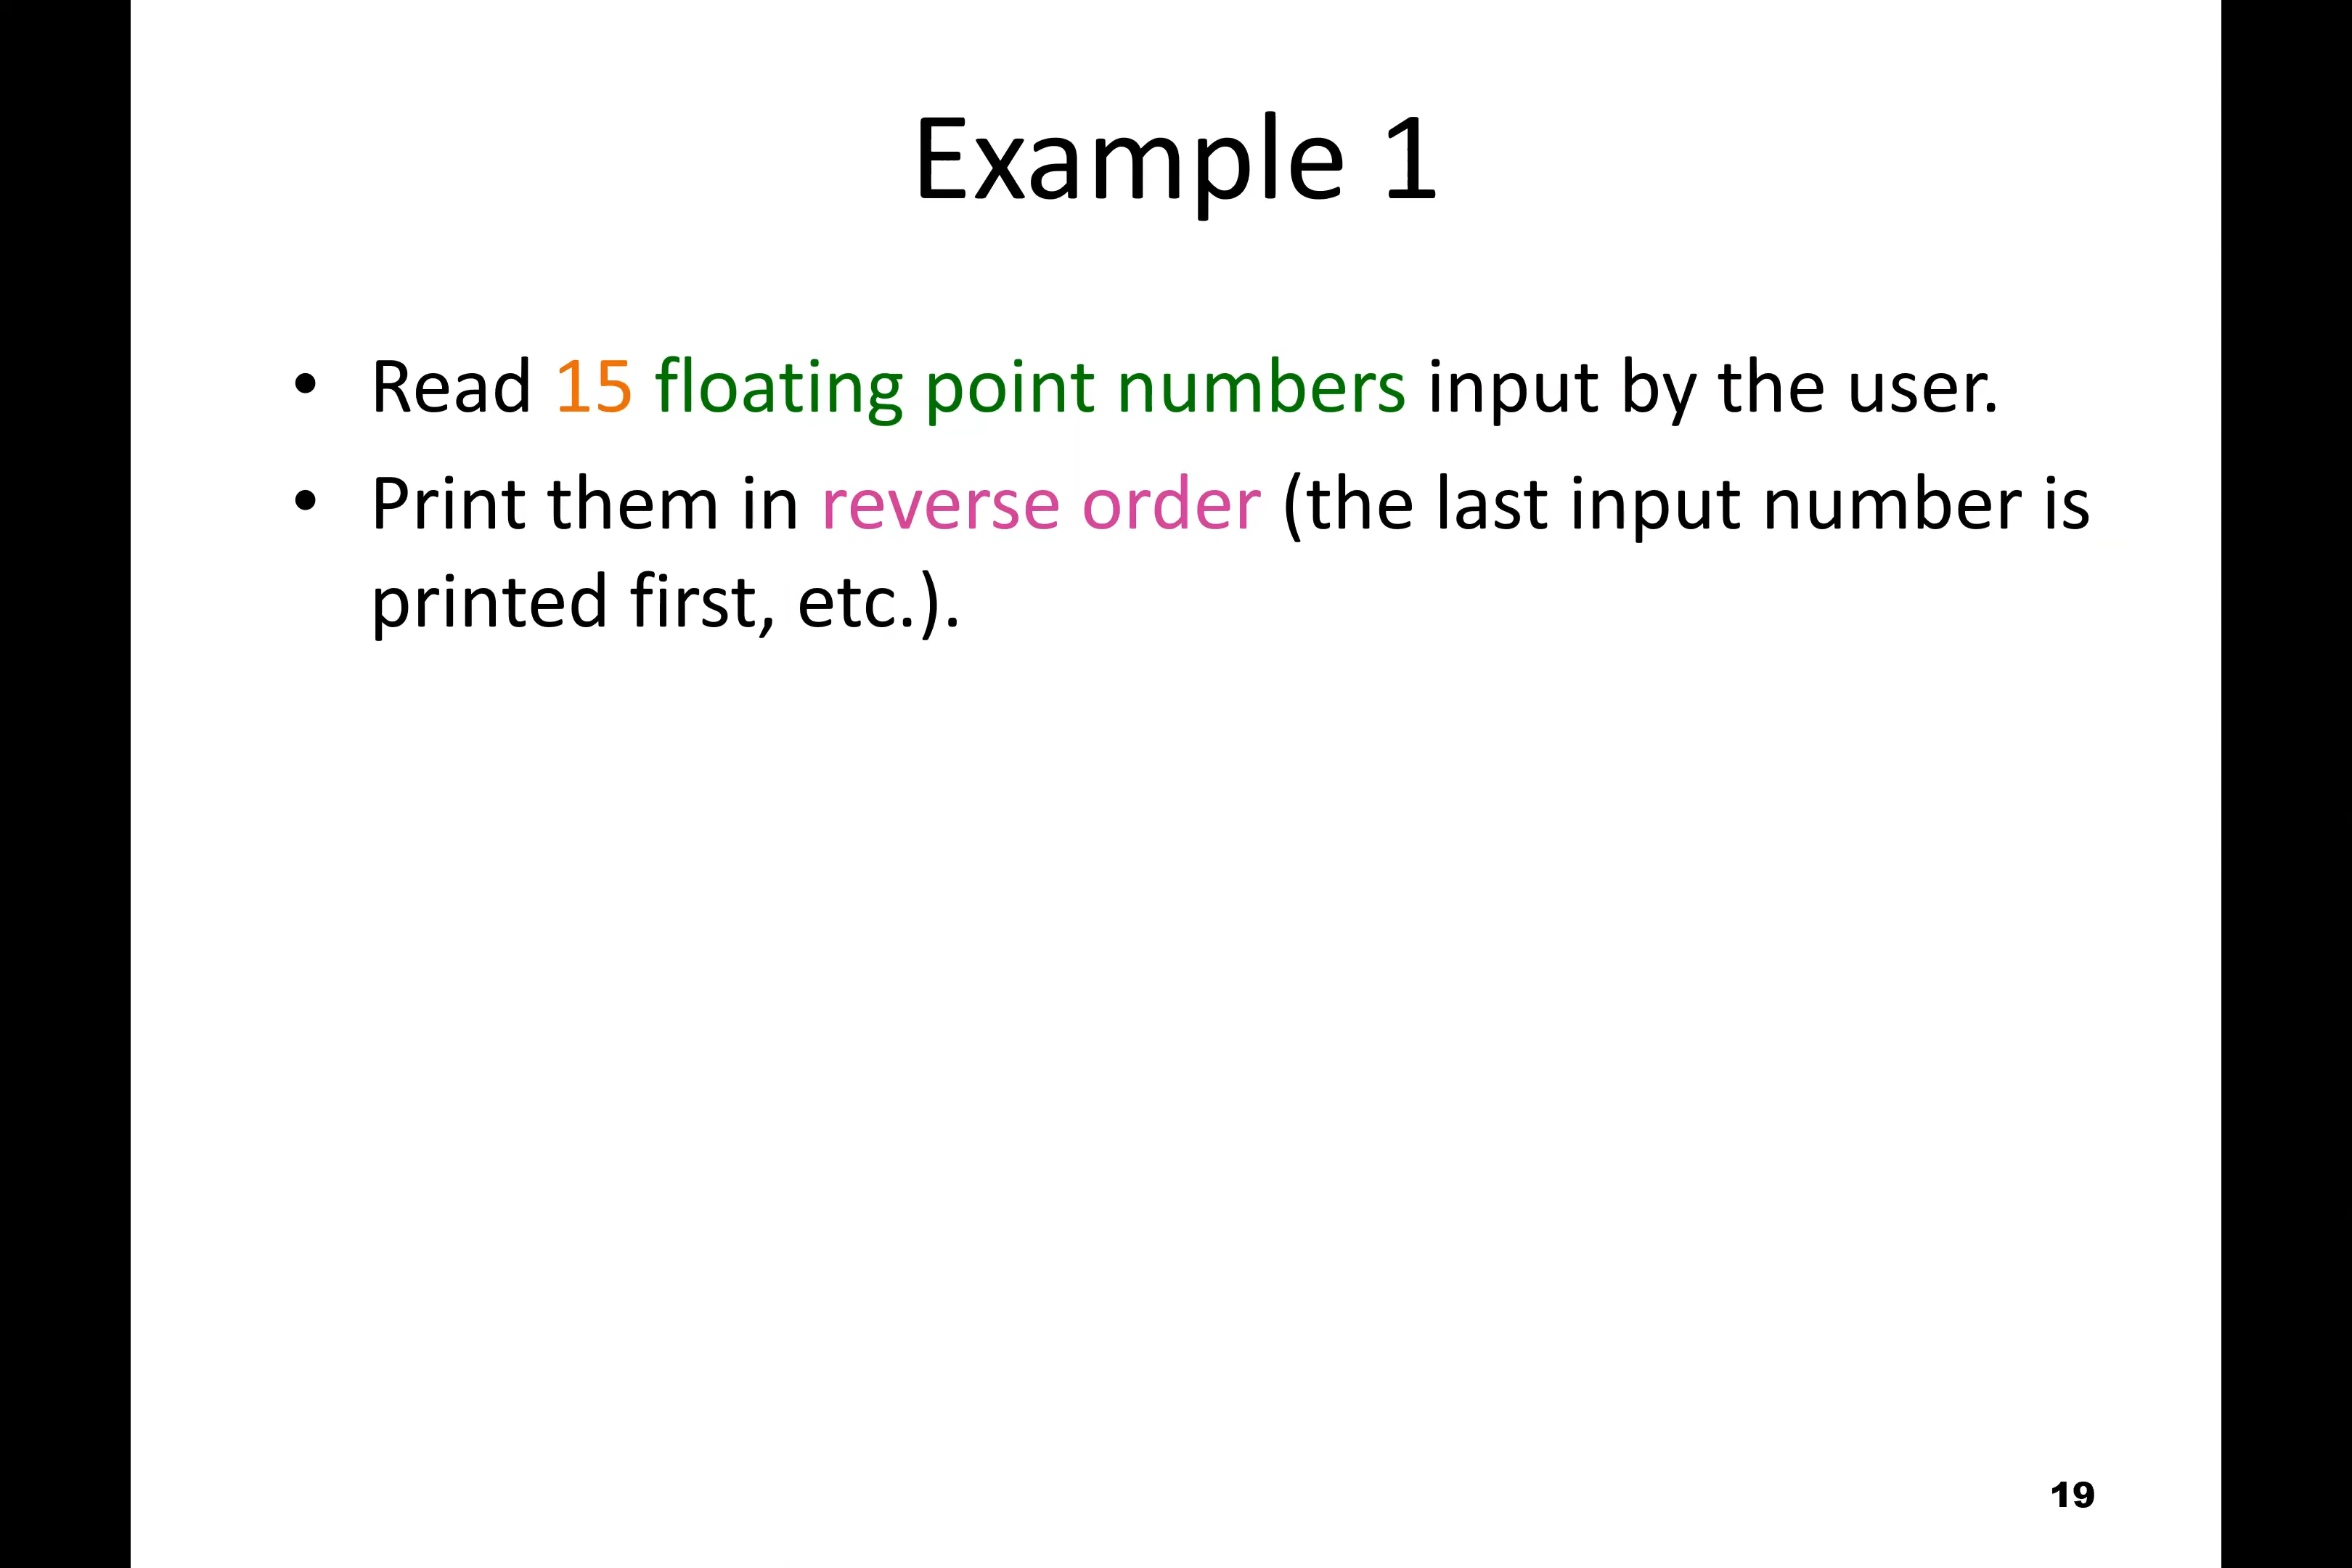 Example 1
• Read 15 floating point numbers input by the user.
• Print them in reverse order (the last input number is
printed first, etc.).
19